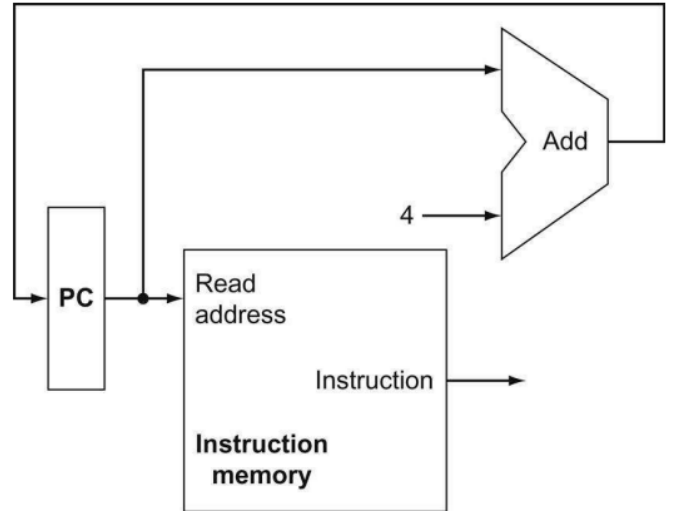 Add
4
PC
Read
address
Instruction
Instruction
memory